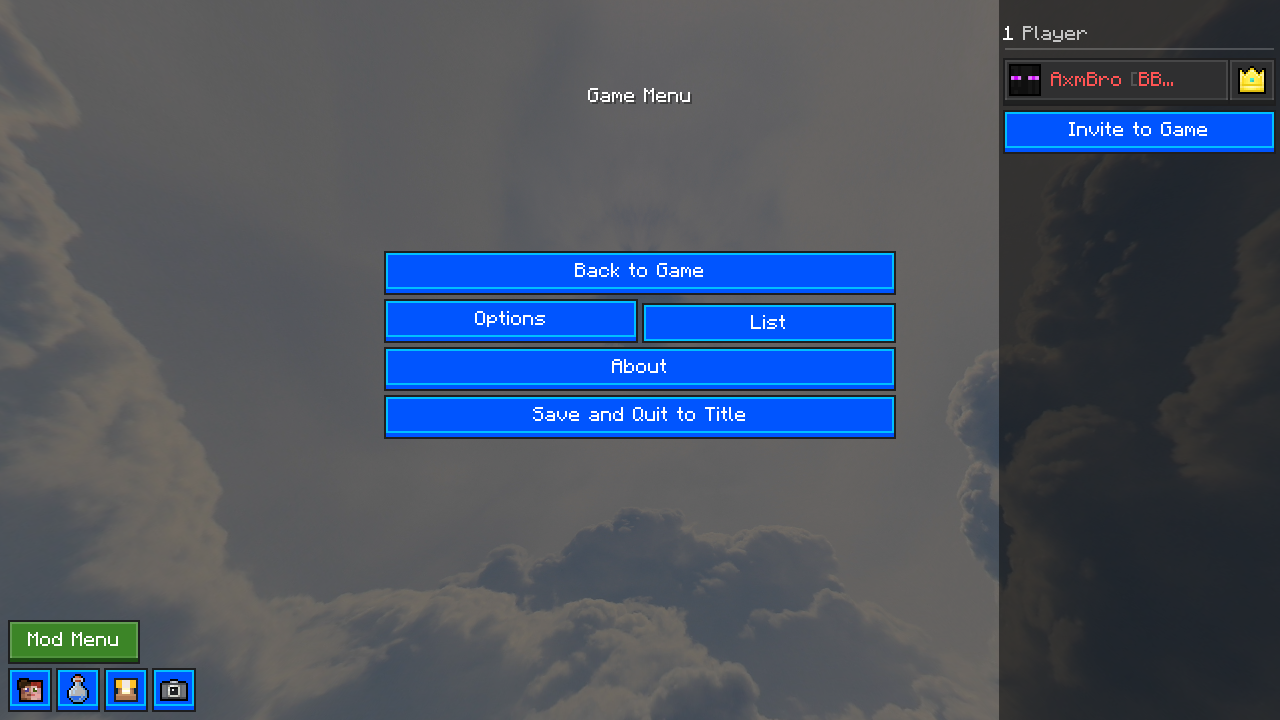 Game Menu
Back to Game
Options
List
About
Save and Quit to Title
Mod Menu
1 Player
AxmBro [BB...
Invite to Game